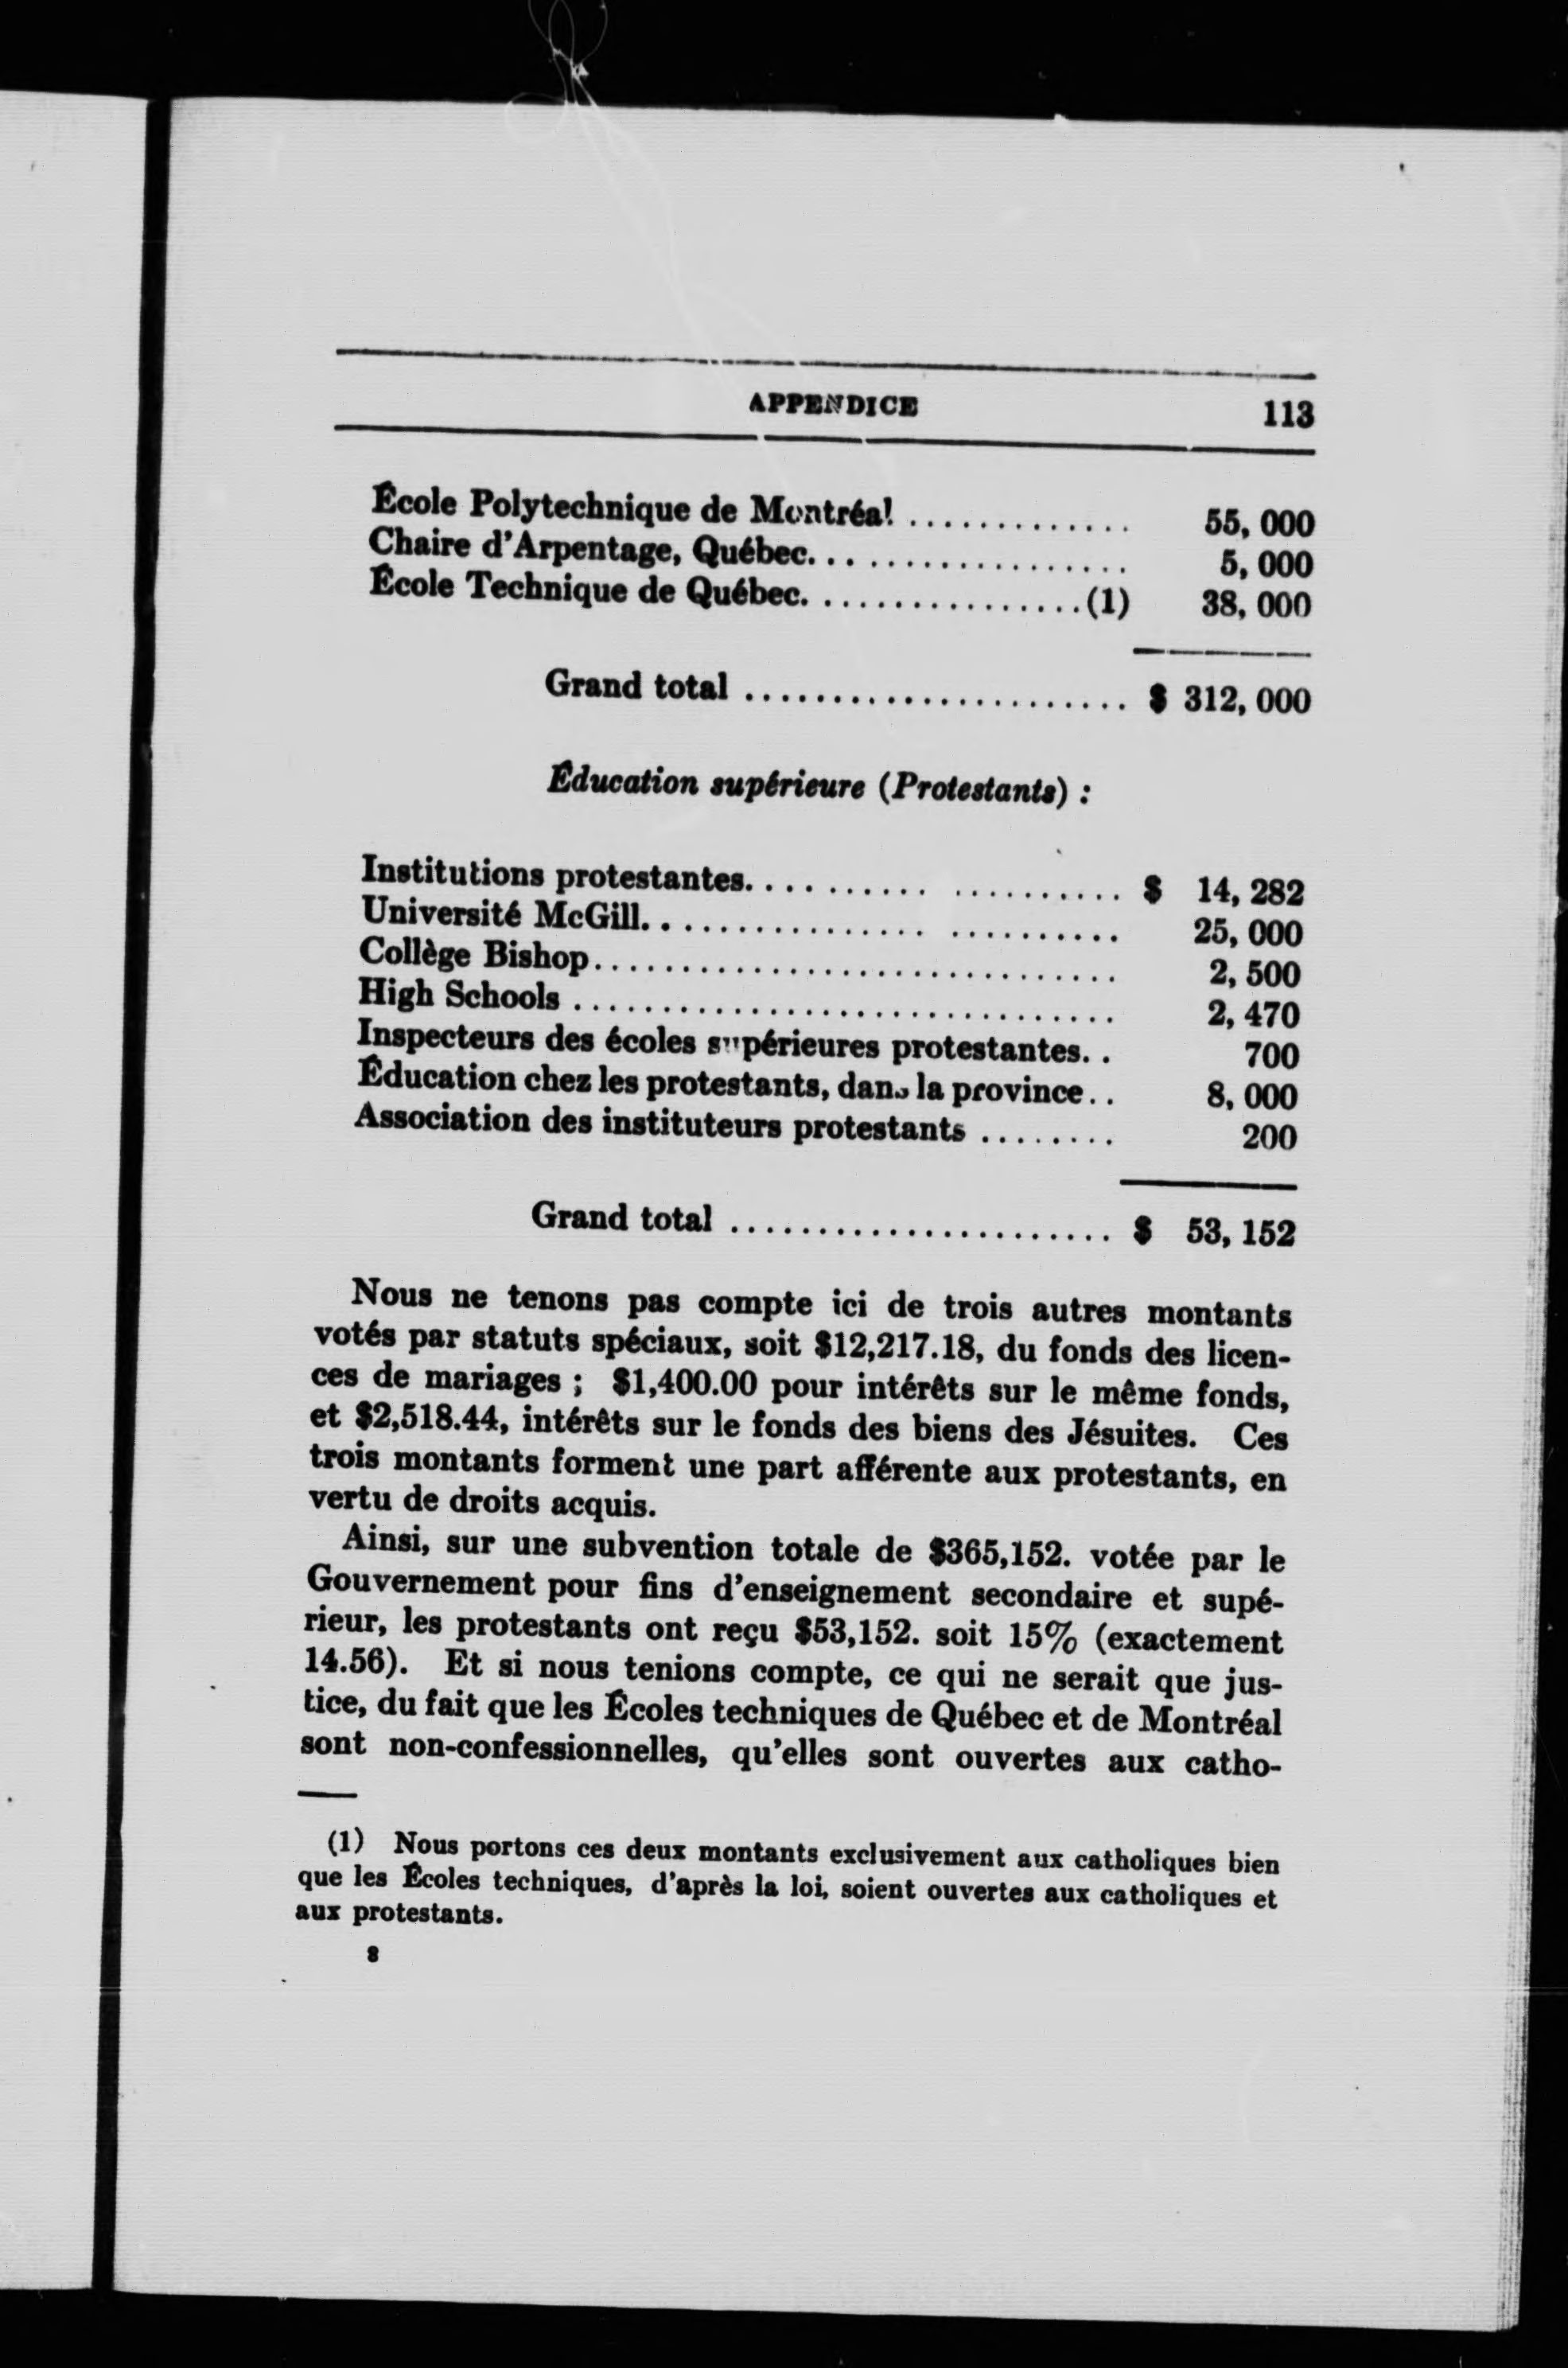 APPENDICE 113
École Polytechnique de Montréal ............. 55,000
Chaire d'Arpentage, Québec.................... 5,000
École Technique de Québec. ................(1) 38,000
Grand total ........................ $ 312,000
Éducation supérieure (Protestants) :
Institutions protestantes..................... $ 14,282
Université McGill........................... 25,000
Collège Bishop............................... 2,500
High Schools ................................ 2,470
Inspecteurs des écoles supérieures protestantes.. 700
Éducation chez les protestants, dans la province.. 8,000
Association des instituteurs protestants ........ 200
Grand total ........................ $ 53,152
Nous ne tenons pas compte ici de trois autres montants
votés par statuts spéciaux, soit $12,217.18, du fonds des licen-
ces de mariages ; $1,400.00 pour intérêts sur le même fonds,
et $2,518.44, intérêts sur le fonds des biens des Jésuites. Ces
trois montants forment une part afférente aux protestants, en
vertu de droits acquis.
Ainsi, sur une subvention totale de $365,152. votée par le
Gouvernement pour fins d'enseignement secondaire et supé-
rieur, les protestants ont reçu $53,152. soit 15% (exactement
14.56). Et si nous tenions compte, ce qui ne serait que jus-
tice, du fait que les Écoles techniques de Québec et de Montréal
sont non-confessionnelles, qu'elles sont ouvertes aux catho-
(1) Nous portons ces deux montants exclusivement aux catholiques bien
que les Écoles techniques, d'après la loi, soient ouvertes aux catholiques et
aux protestants.
8